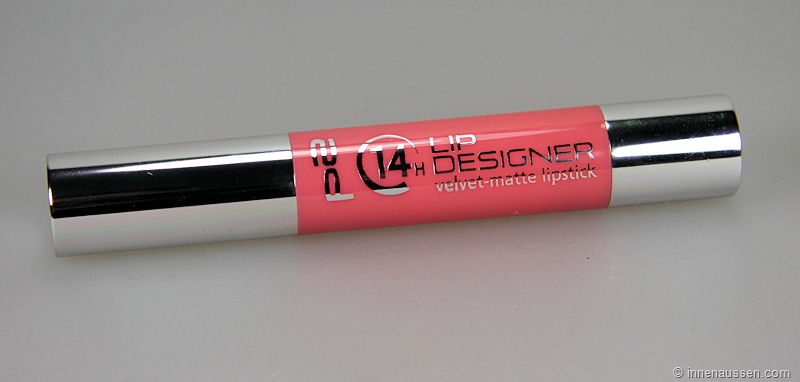 p2
14H
LIP
DESIGNER
velvet-matte lipstick
© innenaussen.com